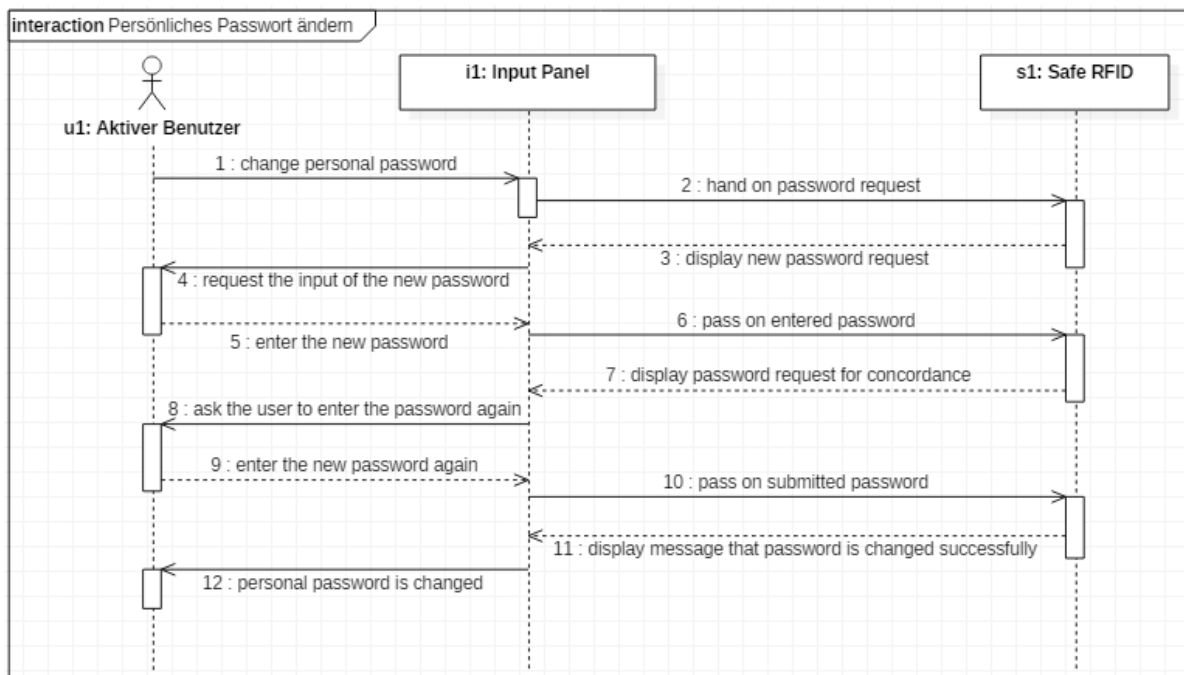 interaction Persönliches Passwort ändern
i1: Input Panel
s1: Safe RFID
u1: Aktiver Benutzer
1 : change personal password
2 : hand on password request
3 : display new password request
4 : request the input of the new password
6 : pass on entered password
5 : enter the new password
7 : display password request for concordance
8 : ask the user to enter the password again
9 : enter the new password again
10 : pass on submitted password
11 : display message that password is changed successfully
12 : personal password is changed